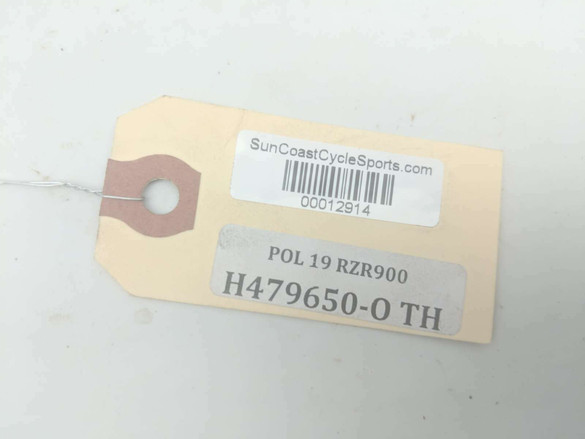 SunCoastCycleSports.com
00012914
POL 19 RZR900
H479650-O TH